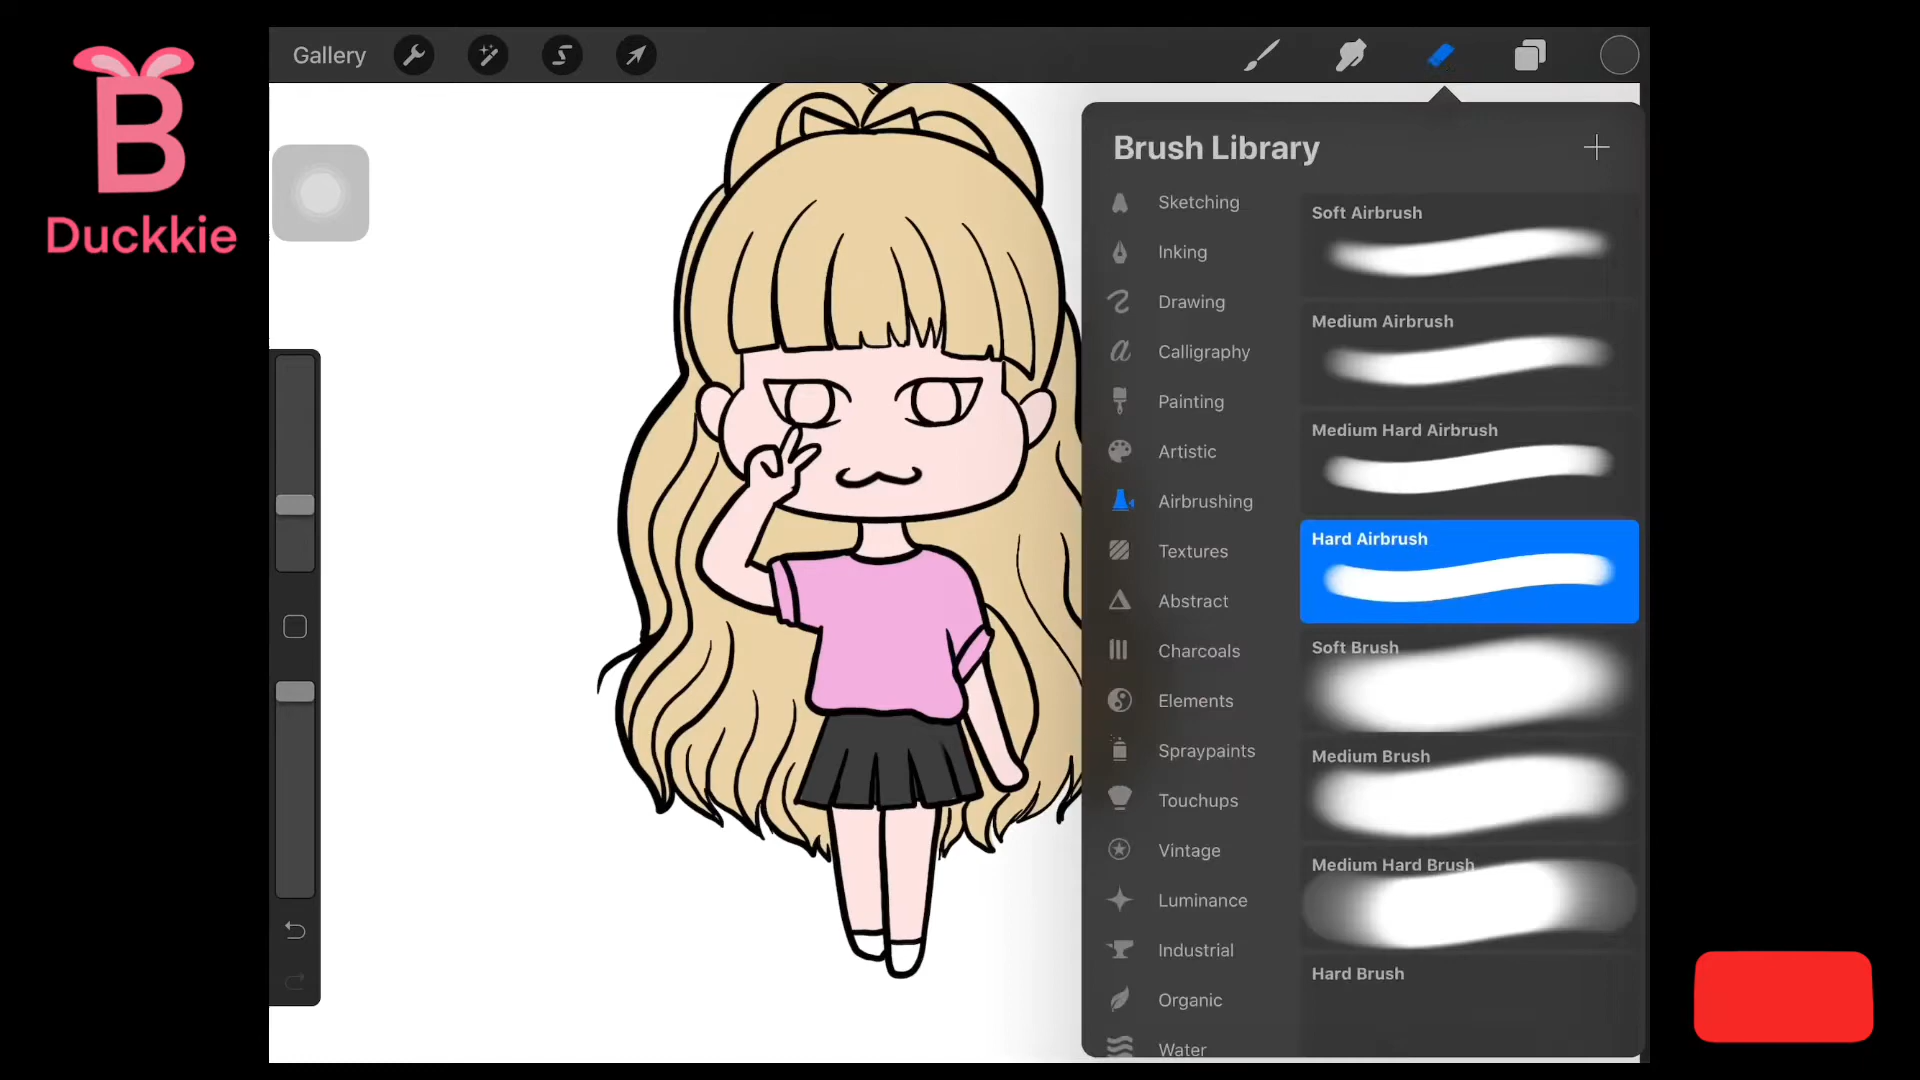 B
Duckkie
Gallery
Brush Library
Sketching
Inking
Drawing
Calligraphy
Painting
Artistic
Airbrushing
Textures
Abstract
Charcoals
Elements
Spraypaints
Touchups
Vintage
Luminance
Industrial
Organic
Water
Soft Airbrush
Medium Airbrush
Medium Hard Airbrush
Hard Airbrush
Soft Brush
Medium Brush
Medium Hard Brush
Hard Brush